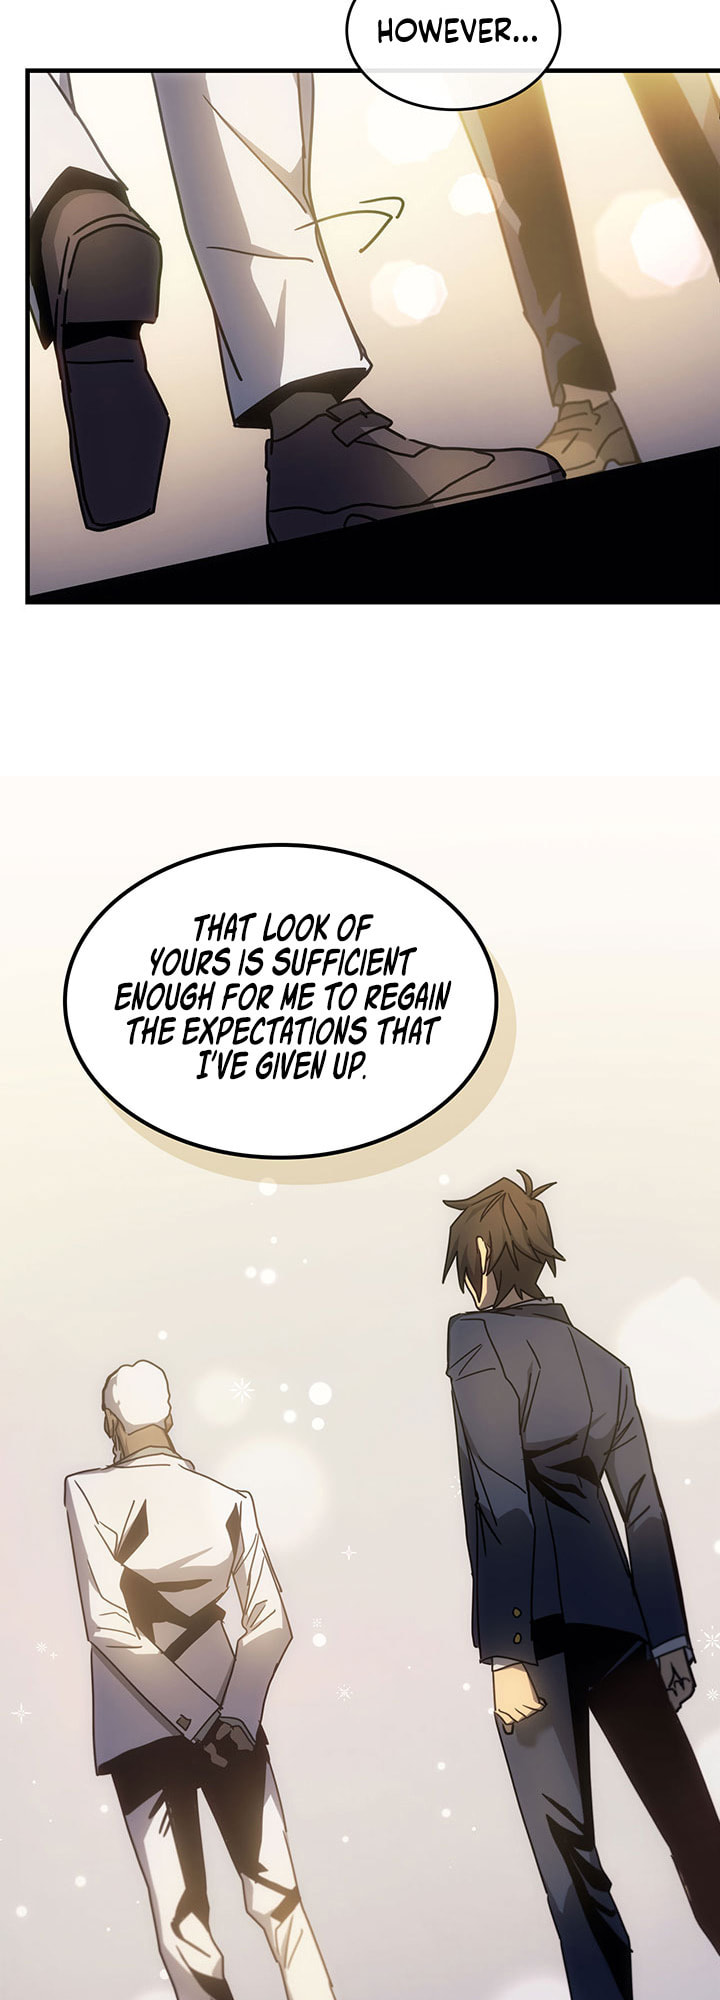 HOWEVER...
THAT LOOK OF
YOURS IS SUFFICIENT
ENOUGH FOR ME TO REGAIN
THE EXPECTATIONS THAT
I'VE GIVEN UP.